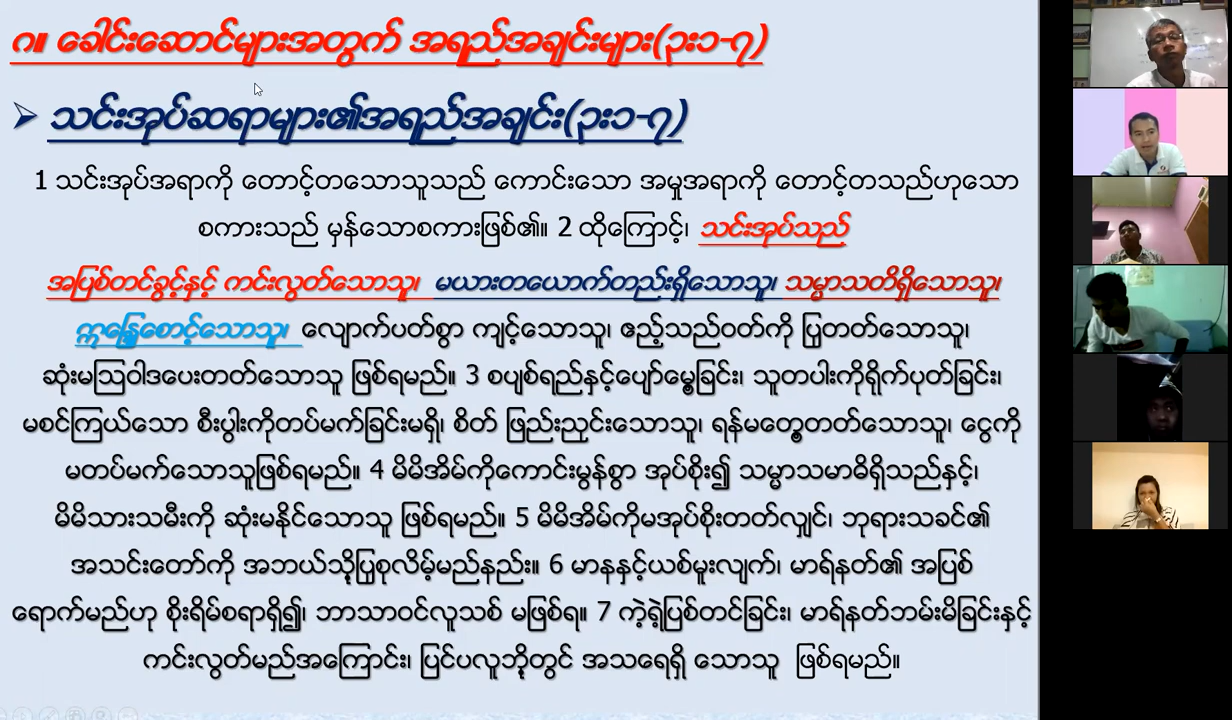 ဂ။ ခေါင်းဆောင်များအတွက် အရည်အချင်းများ(၃း၁-၇)
➢ သင်းအုပ်ဆရာများ၏အရည်အချင်း(၃း၁-၇)
1 သင်းအုပ်အရာကို တောင့်တသောသူသည် ကောင်းသော အမှုအရာကို တောင့်တသည်ဟုသော
စကားသည် မှန်သောစကားဖြစ်၏။ 2 ထိုကြောင့်၊ သင်းအုပ်သည်
အပြစ်တင်ခွင့်နှင့် ကင်းလွတ်သောသူ၊ မယားတယောက်တည်းရှိသောသူ၊ သမ္မာသတိရှိသောသူ၊
ဣန္ဒြေစောင့်သောသူ၊ လျောက်ပတ်စွာ ကျင့်သောသူ၊ ဧည့်သည်ဝတ်ကို ပြုတတ်သောသူ၊
ဆုံးမဩဝါဒပေးတတ်သောသူ ဖြစ်ရမည်။ 3 စပျစ်ရည်နှင့်ပျော်မွေ့ခြင်း၊ သူတပါးကိုရိုက်ပုတ်ခြင်း၊
မစင်ကြယ်သော စီးပွါးကိုတပ်မက်ခြင်းမရှိ၊ စိတ် ဖြည်းညှင်းသောသူ၊ ရန်မတွေ့တတ်သောသူ၊ ငွေကို
မတပ်မက်သောသူဖြစ်ရမည်။ 4 မိမိအိမ်ကိုကောင်းမွန်စွာ အုပ်စိုး၍ သမ္မာသမာဓိရှိသည်နှင့်၊
မိမိသားသမီးကို ဆုံးမနိုင်သောသူ ဖြစ်ရမည်။ 5 မိမိအိမ်ကိုမအုပ်စိုးတတ်လျှင်၊ ဘုရားသခင်၏
အသင်းတော်ကို အဘယ်သို့ပြုစုလိမ့်မည်နည်း။ 6 မာနနှင့်ယစ်မူးလျက်၊ မာရ်နတ်၏ အပြစ်
ရောက်မည်ဟု စိုးရိမ်စရာရှိ၍၊ ဘာသာဝင်လူသစ် မဖြစ်ရ။ 7 ကဲ့ရဲ့ပြစ်တင်ခြင်း၊ မာရ်နတ်ဘမ်းမိခြင်းနှင့်
ကင်းလွတ်မည်အကြောင်း၊ ပြင်ပလူတို့တွင် အသရေရှိ သောသူ ဖြစ်ရမည်။